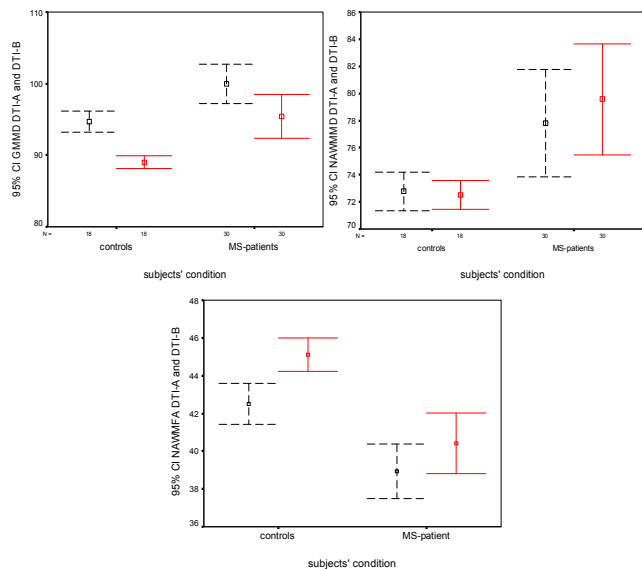 95% CI GMMD DTI-A and DTI-B
110
100
90
80
N = 18 18 30 30
controls MS-patients
subjects' condition
95% CI NAWMMD DTI-A and DTI-B
86
84
82
80
78
76
74
72
70
N = 18 18 30 30
controls MS-patients
subjects' condition
95% CI NAWMFA DTI-A and DTI-B
48
46
44
42
40
38
36
controls MS-patient
subjects' condition